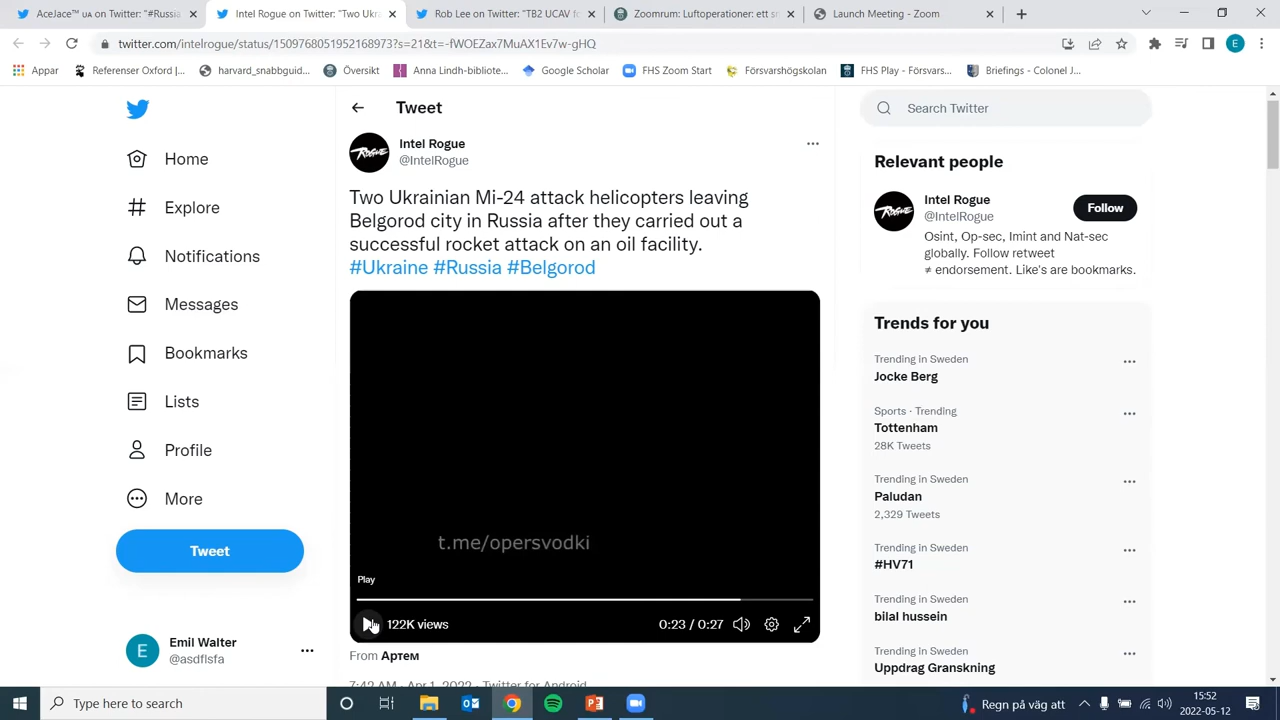 AceJace™ ua on Twitter: "#Russia
Intel Rogue on Twitter: "Two Ukra
Rob Lee on Twitter: "TB2 UCAV fo
Zoomrum: Luftoperationer: ett sn
Launch Meeting - Zoom
twitter.com/intelrogue/status/1509768051952168973?s=21&t=-fWOEZax7MuAX1Ev7w-gHQ
E
Appar
Referenser Oxford |...
harvard_snabbguid...
Översikt
Anna Lindh-bibliote...
Google Scholar
FHS Zoom Start
Försvarshögskolan
FHS Play - Försvars...
Briefings - Colonel J...
Home
Explore
Notifications
Messages
Bookmarks
Lists
Profile
More
Tweet
E
Emil Walter
@asdflsfa
Tweet
ROGUE
Intel Rogue
@IntelRogue
Two Ukrainian Mi-24 attack helicopters leaving
Belgorod city in Russia after they carried out a
successful rocket attack on an oil facility.
#Ukraine #Russia #Belgorod
t.me/opersvodki
Play
122K views
0:23 / 0:27
From Артем
7:42 AM · Apr 1, 2022 · Twitter for Android
Search Twitter
Relevant people
ROGUE
Intel Rogue
@IntelRogue
Follow
Osint, Op-sec, Imint and Nat-sec
globally. Follow retweet
≠ endorsement. Like's are bookmarks.
Trends for you
Trending in Sweden
Jocke Berg
Sports · Trending
Tottenham
28K Tweets
Trending in Sweden
Paludan
2,329 Tweets
Trending in Sweden
#HV71
Trending in Sweden
bilal hussein
Trending in Sweden
Uppdrag Granskning
Type here to search
Regn på väg att
15:52
2022-05-12